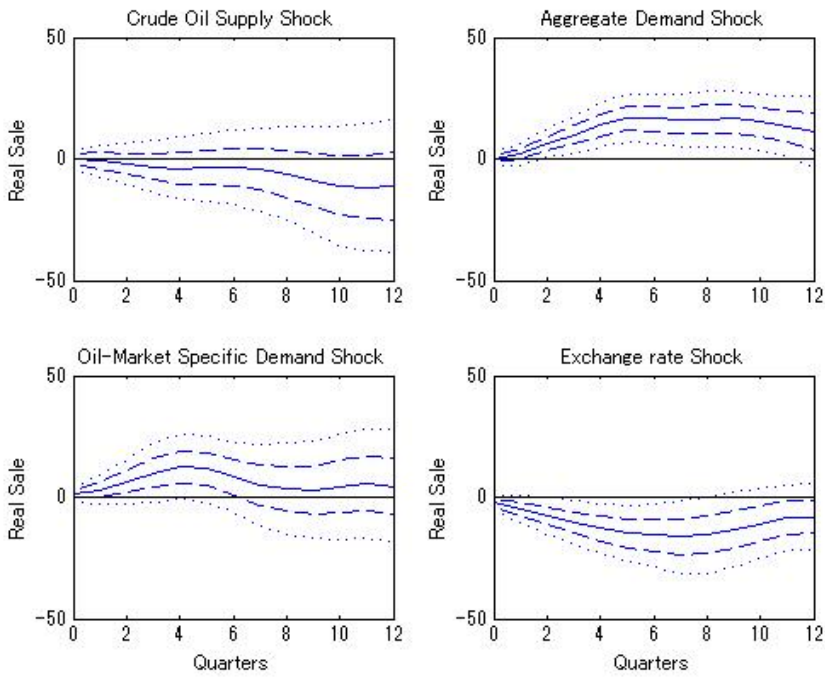 Crude Oil Supply Shock
50
0
-50
Real Sale
0 2 4 6 8 10 12
Aggregate Demand Shock
50
0
-50
Real Sale
0 2 4 6 8 10 12
Oil-Market Specific Demand Shock
50
0
-50
Real Sale
0 2 4 6 8 10 12
Quarters
Exchange rate Shock
50
0
-50
Real Sale
0 2 4 6 8 10 12
Quarters